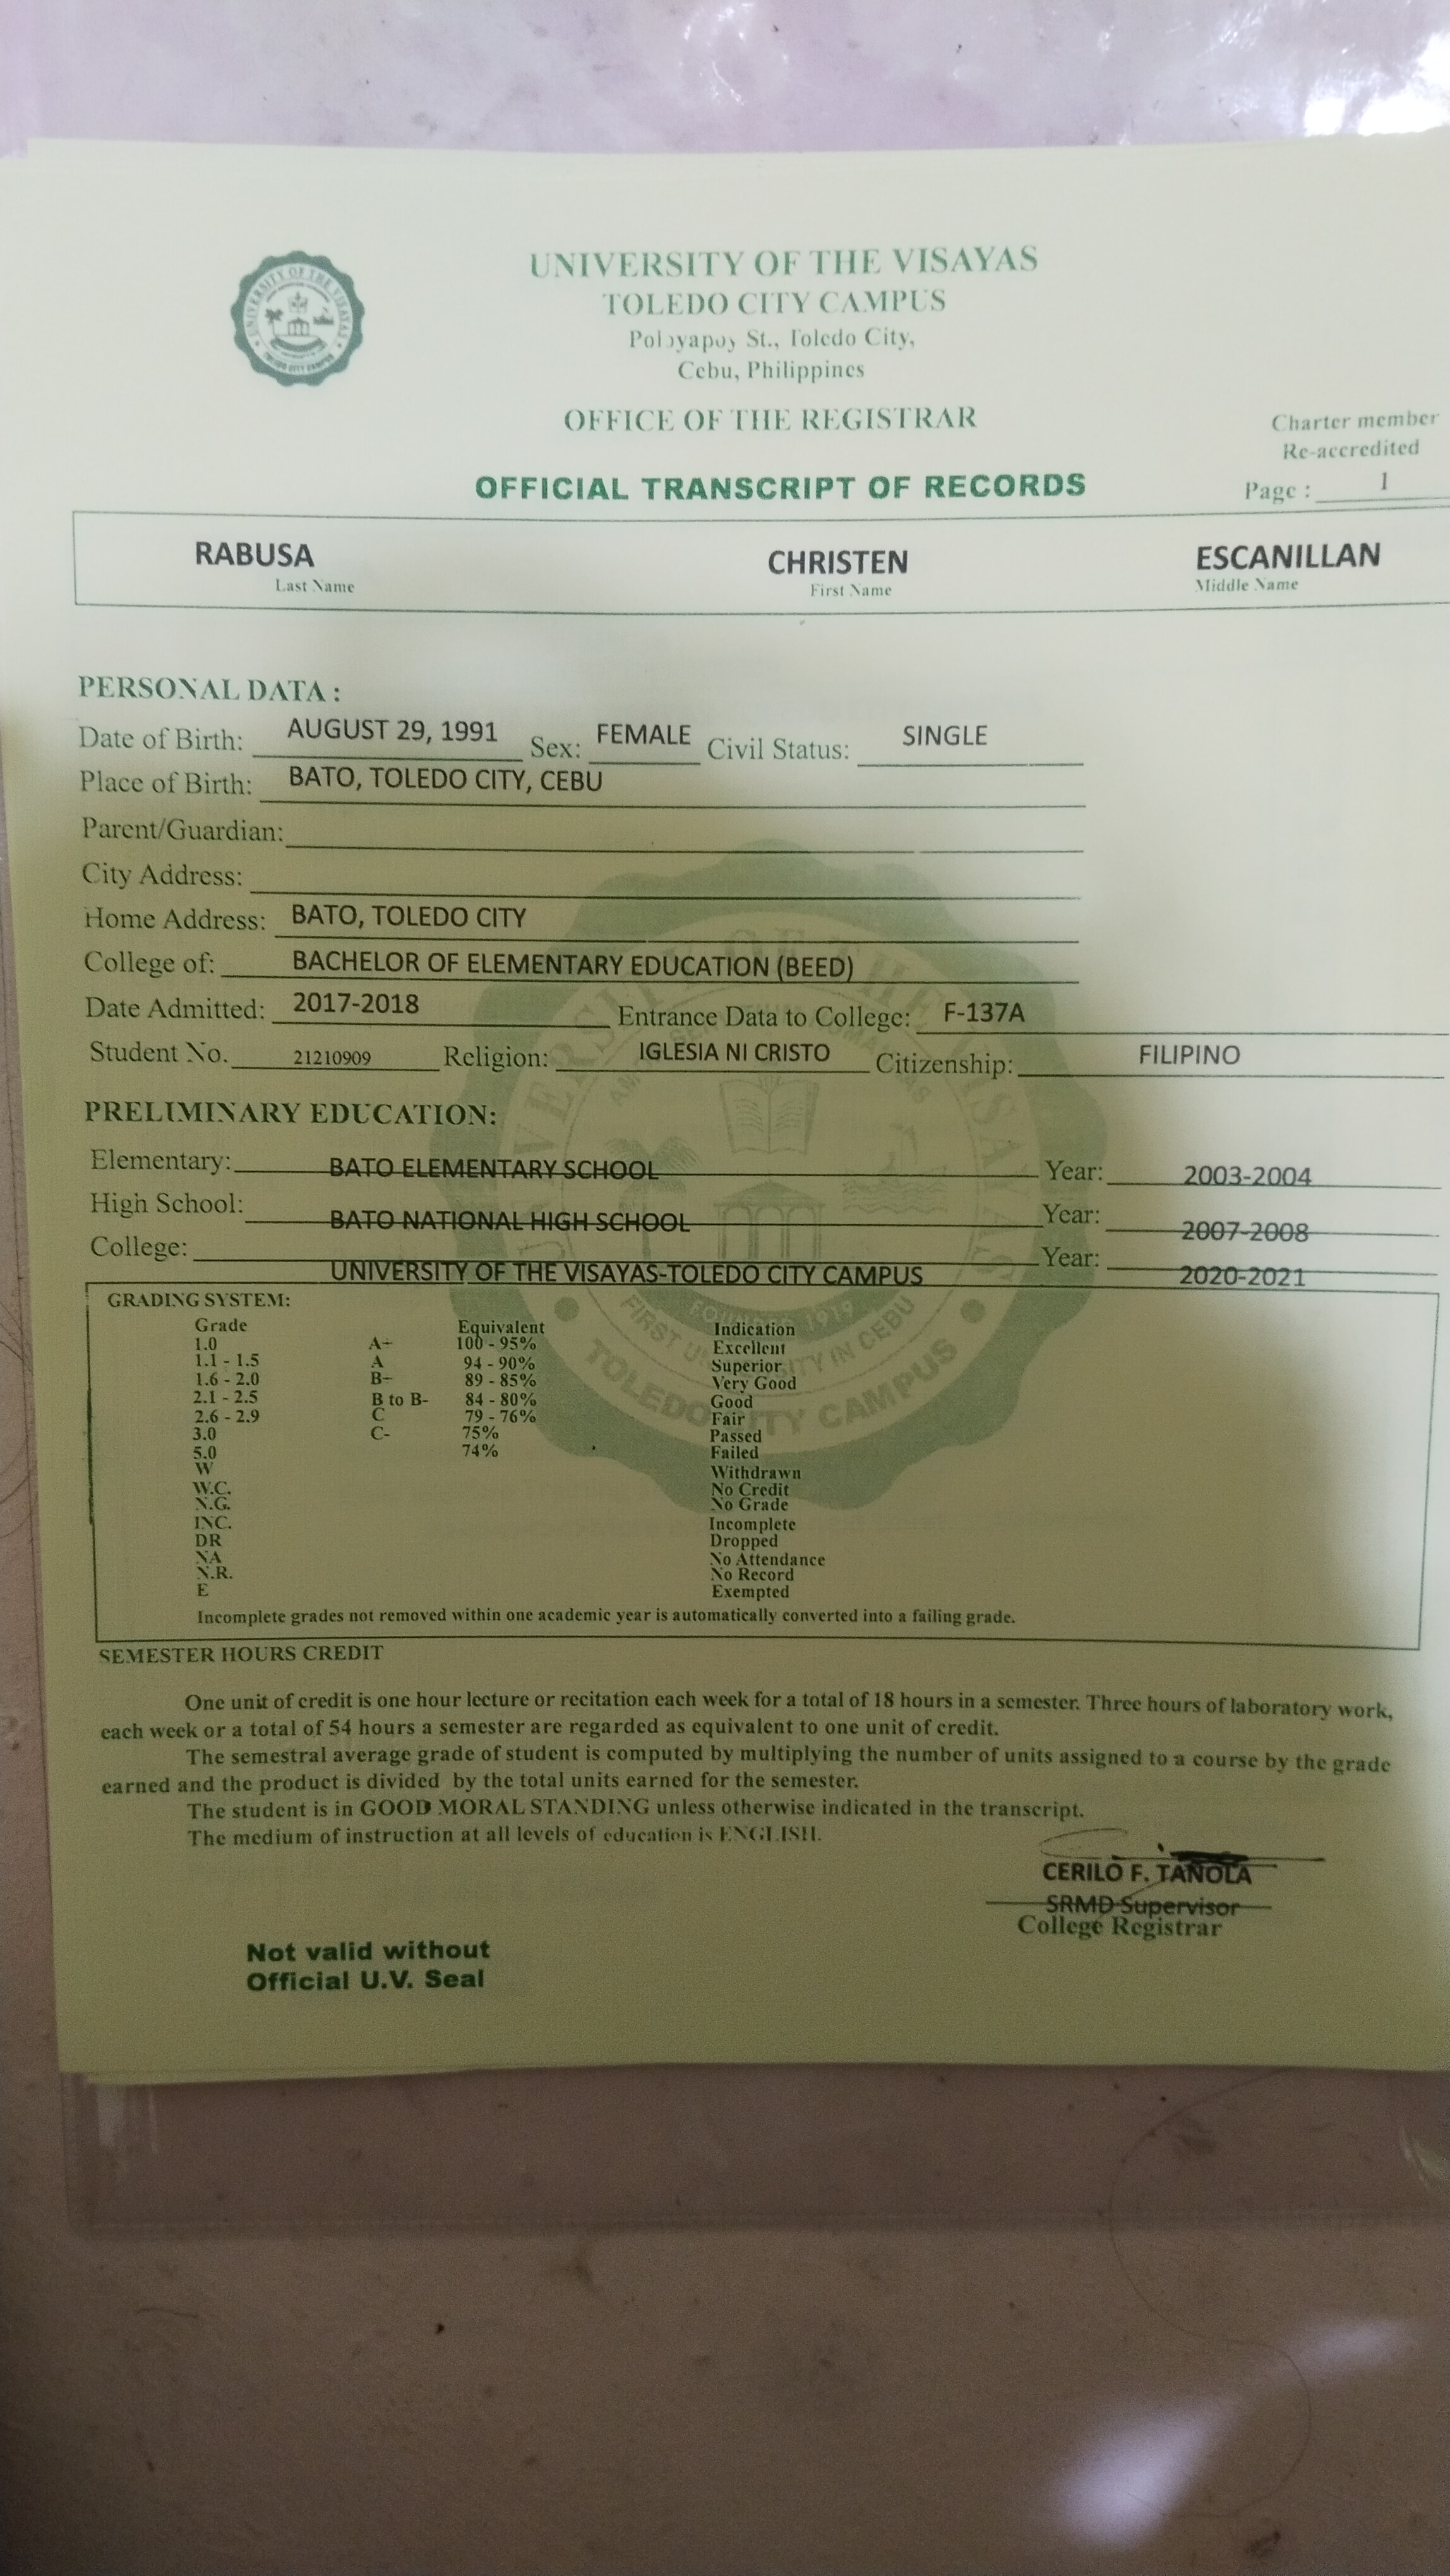 UNIVERSITY OF THE VISAYAS
TOLEDO CITY CAMPUS
St., Toledo City,
Cebu, Philippines
OFFICE OF THE REGISTRAR
Charter member
Re-accredited
OFFICIAL TRANSCRIPT OF RECORDS
Page : 1
RABUSA CHRISTEN ESCANILLAN
Last Name First Name Middle Name
PERSONAL DATA :
Date of Birth: AUGUST 29, 1991 Sex: FEMALE Civil Status: SINGLE
Place of Birth: BATO, TOLEDO CITY, CEBU
Parent/Guardian:
City Address:
Home Address: BATO, TOLEDO CITY
College of: BACHELOR OF ELEMENTARY EDUCATION (BEED)
Date Admitted: 2017-2018 Entrance Data to College: F-137A
Student No. 21210909 Religion: IGLESIA NI CRISTO Citizenship: FILIPINO
PRELIMINARY EDUCATION:
Elementary: BATO ELEMENTARY SCHOOL Year: 2003-2004
High School: BATO NATIONAL HIGH SCHOOL Year: 2007-2008
College: UNIVERSITY OF THE VISAYAS-TOLEDO CITY CAMPUS Year: 2020-2021
GRADING SYSTEM:
Grade Equivalent Indication
1.0 A+ 100 - 95% Excellent
1.1 - 1.5 A 94 - 90% Superior
1.6 - 2.0 B+ 89 - 85% Very Good
2.1 - 2.5 B to B- 84 - 80% Good
2.6 - 2.9 C 79 - 76% Fair
3.0 C- 75% Passed
5.0 74% Failed
W Withdrawn
W.C. No Credit
N.G. No Grade
INC. Incomplete
DR Dropped
NA No Attendance
N.R. No Record
E Exempted
Incomplete grades not removed within one academic year is automatically converted into a failing grade.
SEMESTER HOURS CREDIT
One unit of credit is one hour lecture or recitation each week for a total of 18 hours in a semester. Three hours of laboratory work,
each week or a total of 54 hours a semester are regarded as equivalent to one unit of credit.
The semestral average grade of student is computed by multiplying the number of units assigned to a course by the grade
earned and the product is divided by the total units earned for the semester.
The student is in GOOD MORAL STANDING unless otherwise indicated in the transcript.
The medium of instruction at all levels of education is ENGLISH.
CERILO F. TAÑOLA
SRMD Supervisor
College Registrar
Not valid without
Official U.V. Seal